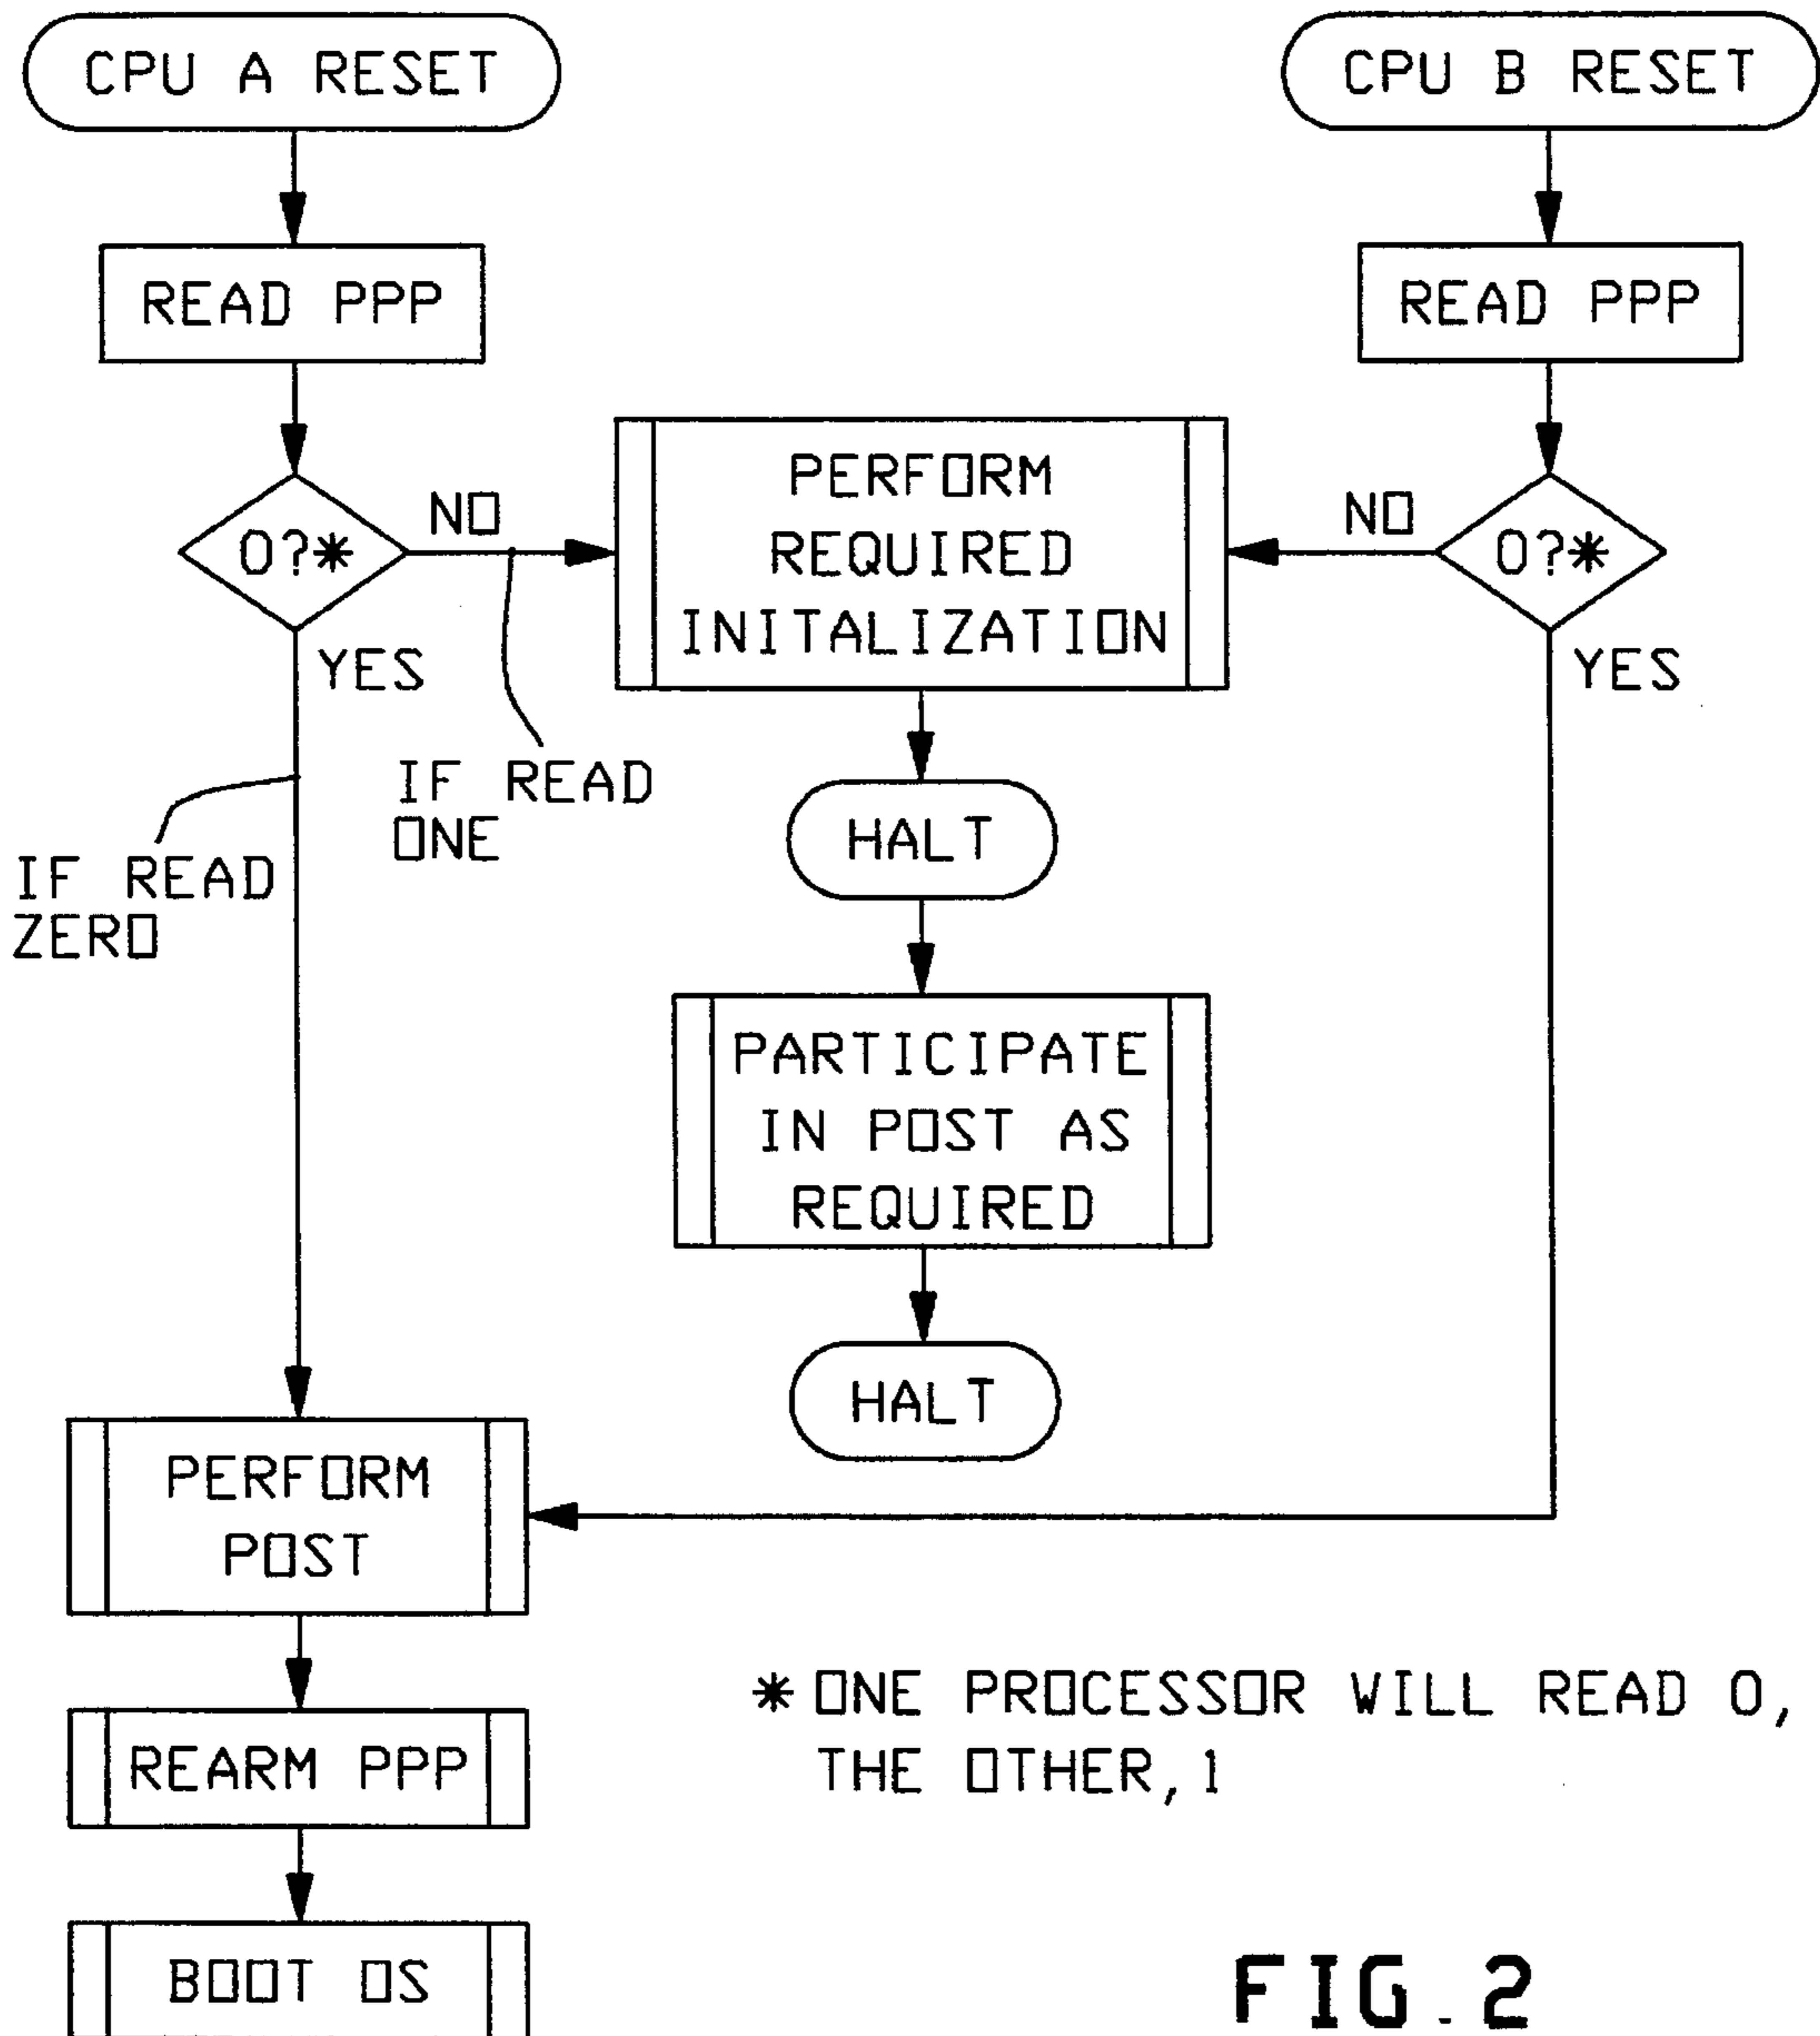 CPU A RESET
CPU B RESET
READ PPP
READ PPP
0?*
NO
PERFORM
REQUIRED
INITALIZATION
NO
0?*
YES
YES
IF READ
ONE
IF READ
ZERO
HALT
PARTICIPATE
IN POST AS
REQUIRED
HALT
PERFORM
POST
* ONE PROCESSOR WILL READ 0,
THE OTHER, 1
REARM PPP
BOOT OS
FIG. 2